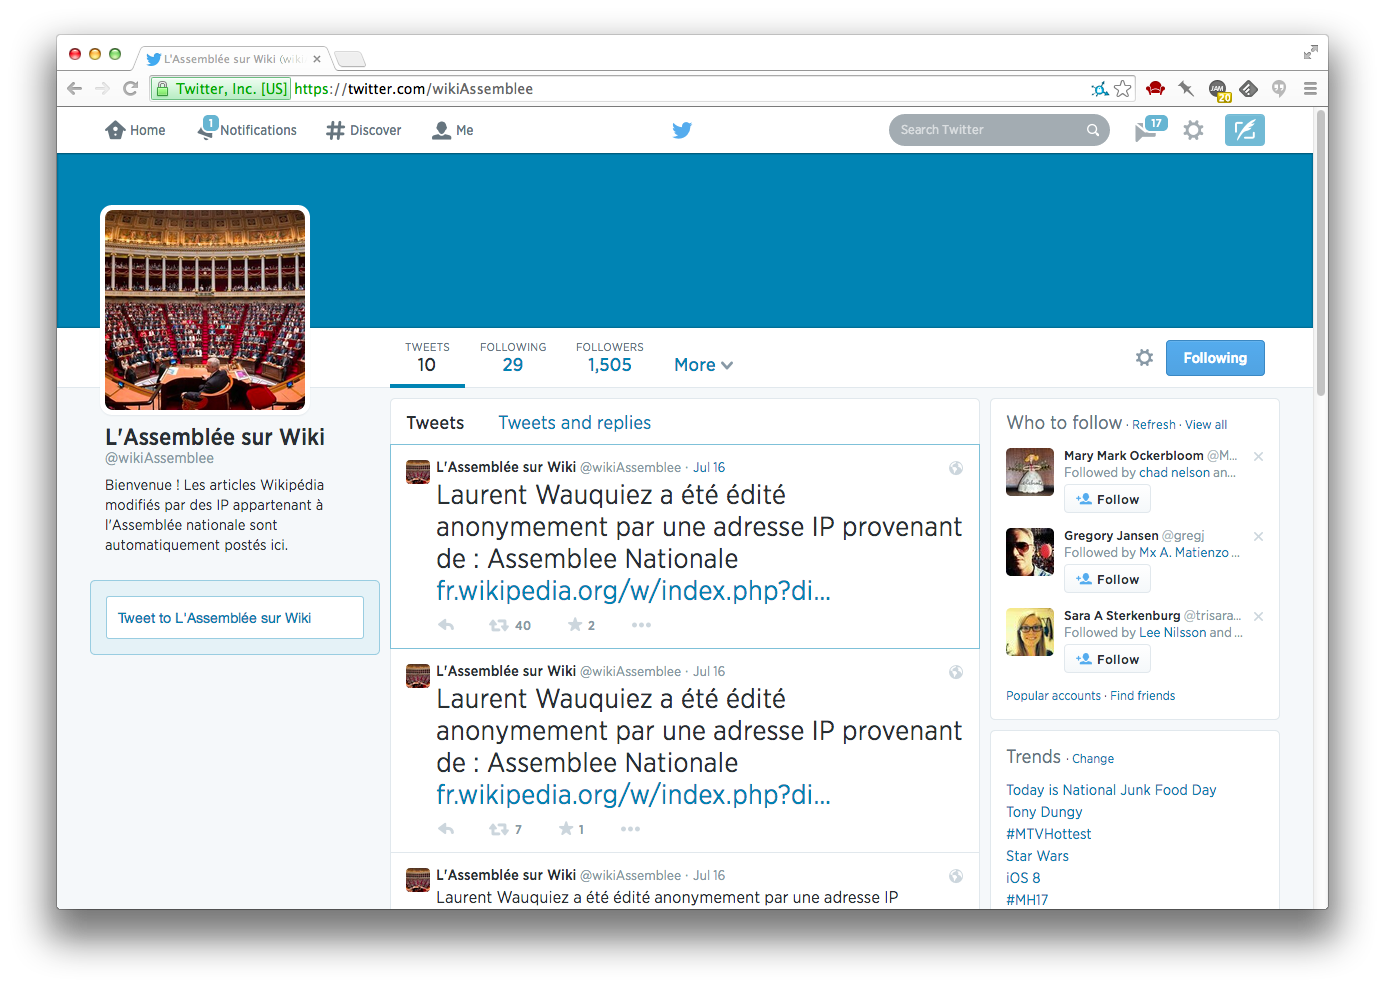 L'Assemblée sur Wiki (wiki
Twitter, Inc. [US] https://twitter.com/wikiAssemblee
20
Home
1
Notifications
Discover
Me
Search Twitter
17
TWEETS
10
FOLLOWING
29
FOLLOWERS
1,505
More
Following
L'Assemblée sur Wiki
@wikiAssemblee
Bienvenue ! Les articles Wikipédia
modifiés par des IP appartenant à
l'Assemblée nationale sont
automatiquement postés ici.
Tweet to L'Assemblée sur Wiki
Tweets
Tweets and replies
L'Assemblée sur Wiki @wikiAssemblee · Jul 16
Laurent Wauquiez a été édité
anonymement par une adresse IP provenant
de : Assemblee Nationale
fr.wikipedia.org/w/index.php?di...
40
2
L'Assemblée sur Wiki @wikiAssemblee · Jul 16
Laurent Wauquiez a été édité
anonymement par une adresse IP provenant
de : Assemblee Nationale
fr.wikipedia.org/w/index.php?di...
7
1
L'Assemblée sur Wiki @wikiAssemblee · Jul 16
Laurent Wauquiez a été édité anonymement par une adresse IP
Who to follow · Refresh · View all
Mary Mark Ockerbloom @M...
Followed by chad nelson an...
Follow
Gregory Jansen @gregj
Followed by Mx A. Matienzo ...
Follow
Sara A Sterkenburg @trisara...
Followed by Lee Nilsson and ...
Follow
Popular accounts · Find friends
Trends · Change
Today is National Junk Food Day
Tony Dungy
#MTVHottest
Star Wars
iOS 8
#MH17